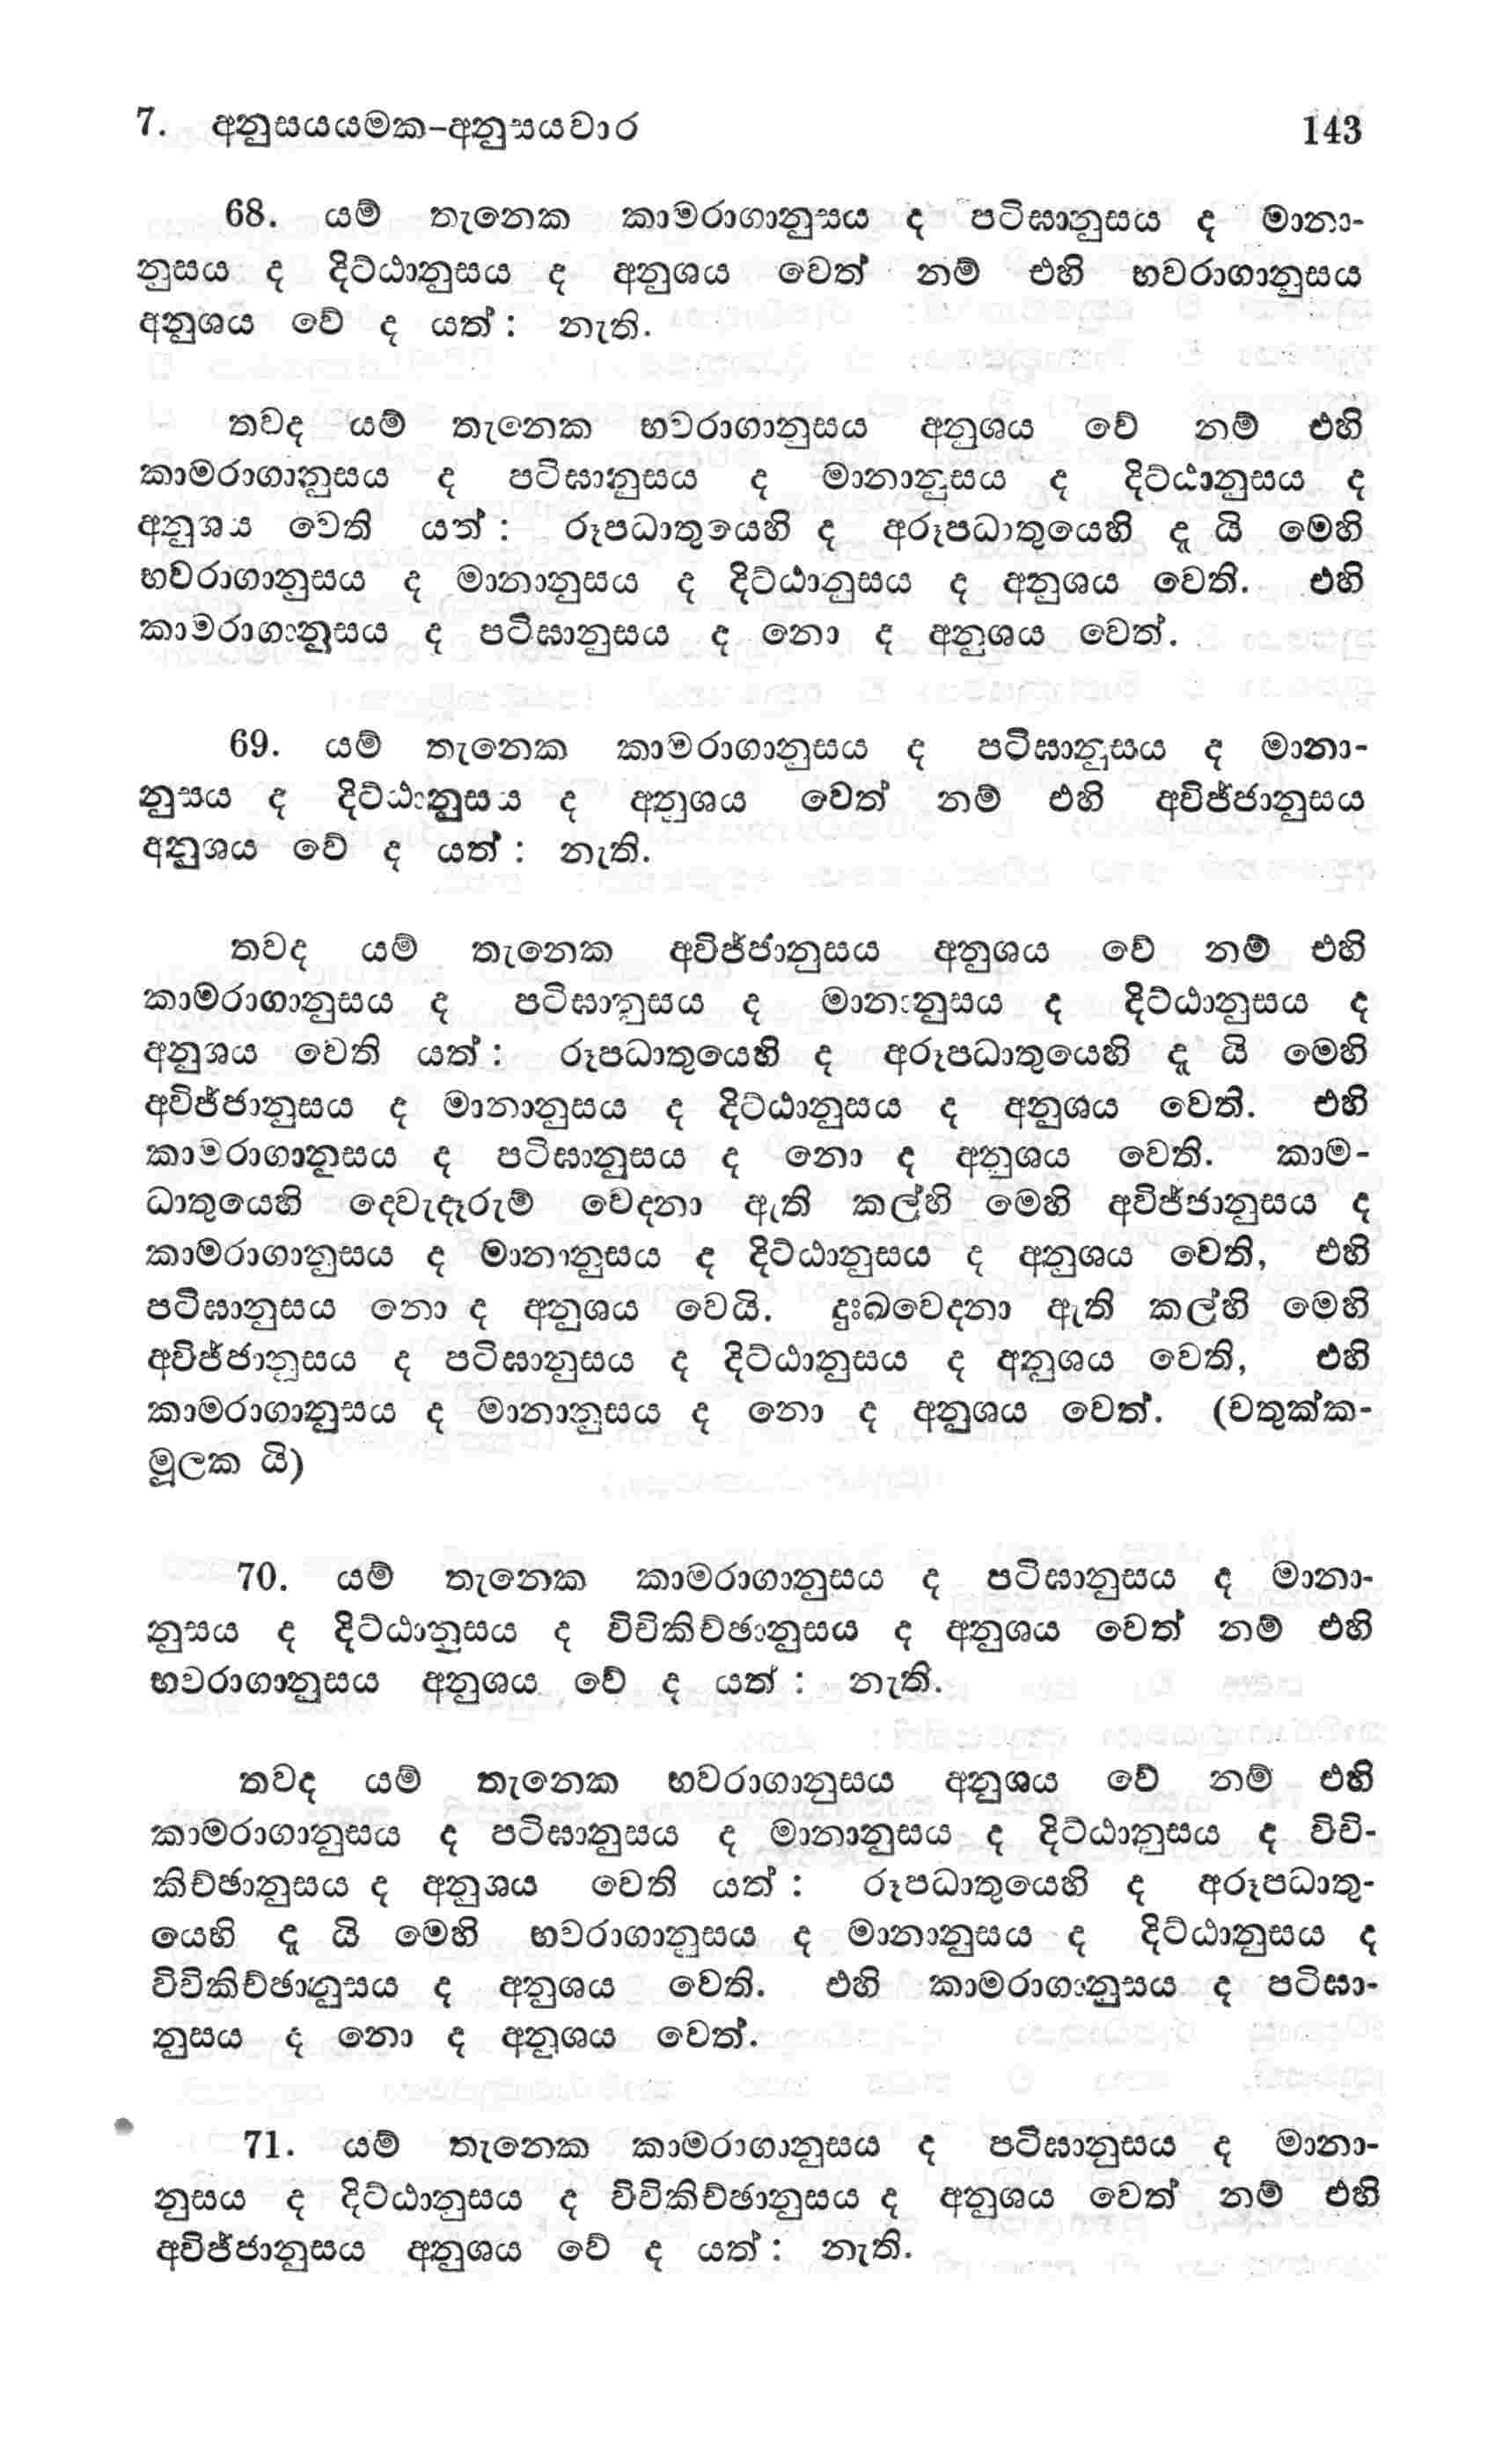 7. අනුසයයමක-අනුසයවාර 143
68. යම් තැනෙක කාමරාගානුසය ද පටිඝානුසය ද මානා-
නුසය ද දිට්ඨානුසය ද අනුශය වෙත් නම් එහි භවරාගානුසය
අනුශය වේ ද යත් : නැති.
තවද යම් තැනෙක භවරාගානුසය අනුශය වේ නම් එහි
කාමරාගානුසය ද පටිඝානුසය ද මානානුසය ද දිට්ඨානුසය ද
අනුශය වෙති යත් : රූපධාතුයෙහි ද අරූපධාතුයෙහි දැ යි මෙහි
භවරාගානුසය ද මානානුසය ද දිට්ඨානුසය ද අනුශය වෙති. එහි
කාමරාගානුසය ද පටිඝානුසය ද නො ද අනුශය වෙත්.
69. යම් තැනෙක කාමරාගානුසය ද පටිඝානුසය ද මානා-
නුසය ද දිට්ඨානුසය ද අනුශය වෙත් නම් එහි අවිජ්ජානුසය
අනුශය වේ ද යත් : නැති.
තවද යම් තැනෙක අවිජ්ජානුසය අනුශය වේ නම් එහි
කාමරාගානුසය ද පටිඝානුසය ද මානානුසය ද දිට්ඨානුසය ද
අනුශය වෙති යත් : රූපධාතුයෙහි ද අරූපධාතුයෙහි දැ යි මෙහි
අවිජ්ජානුසය ද මානානුසය ද දිට්ඨානුසය ද අනුශය වෙති. එහි
කාමරාගානුසය ද පටිඝානුසය ද නො ද අනුශය වෙති. කාම-
ධාතුයෙහි දෙවැදෑරුම් වෙදනා ඇති කල්හි මෙහි අවිජ්ජානුසය ද
කාමරාගානුසය ද මානානුසය ද දිට්ඨානුසය ද අනුශය වෙති, එහි
පටිඝානුසය නො ද අනුශය වෙයි. දුඃඛවෙදනා ඇති කල්හි මෙහි
අවිජ්ජානුසය ද පටිඝානුසය ද දිට්ඨානුසය ද අනුශය වෙති, එහි
කාමරාගානුසය ද මානානුසය ද නො ද අනුශය වෙත්. (චතුක්ක-
මූලක යි)
70. යම් තැනෙක කාමරාගානුසය ද පටිඝානුසය ද මානා-
නුසය ද දිට්ඨානුසය ද විචිකිච්ඡානුසය ද අනුශය වෙත් නම් එහි
භවරාගානුසය අනුශය වේ ද යත් : නැති.
තවද යම් තැනෙක භවරාගානුසය අනුශය වේ නම් එහි
කාමරාගානුසය ද පටිඝානුසය ද මානානුසය ද දිට්ඨානුසය ද විචි-
කිච්ඡානුසය ද අනුශය වෙති යත් : රූපධාතුයෙහි ද අරූපධාතු-
යෙහි දැ යි මෙහි භවරාගානුසය ද මානානුසය ද දිට්ඨානුසය ද
විචිකිච්ඡානුසය ද අනුශය වෙති. එහි කාමරාගානුසය ද පටිඝා-
නුසය ද නො ද අනුශය වෙත්.
71. යම් තැනෙක කාමරාගානුසය ද පටිඝානුසය ද මානා-
නුසය ද දිට්ඨානුසය ද විචිකිච්ඡානුසය ද අනුශය වෙත් නම් එහි
අවිජ්ජානුසය අනුශය වේ ද යත් : නැති.